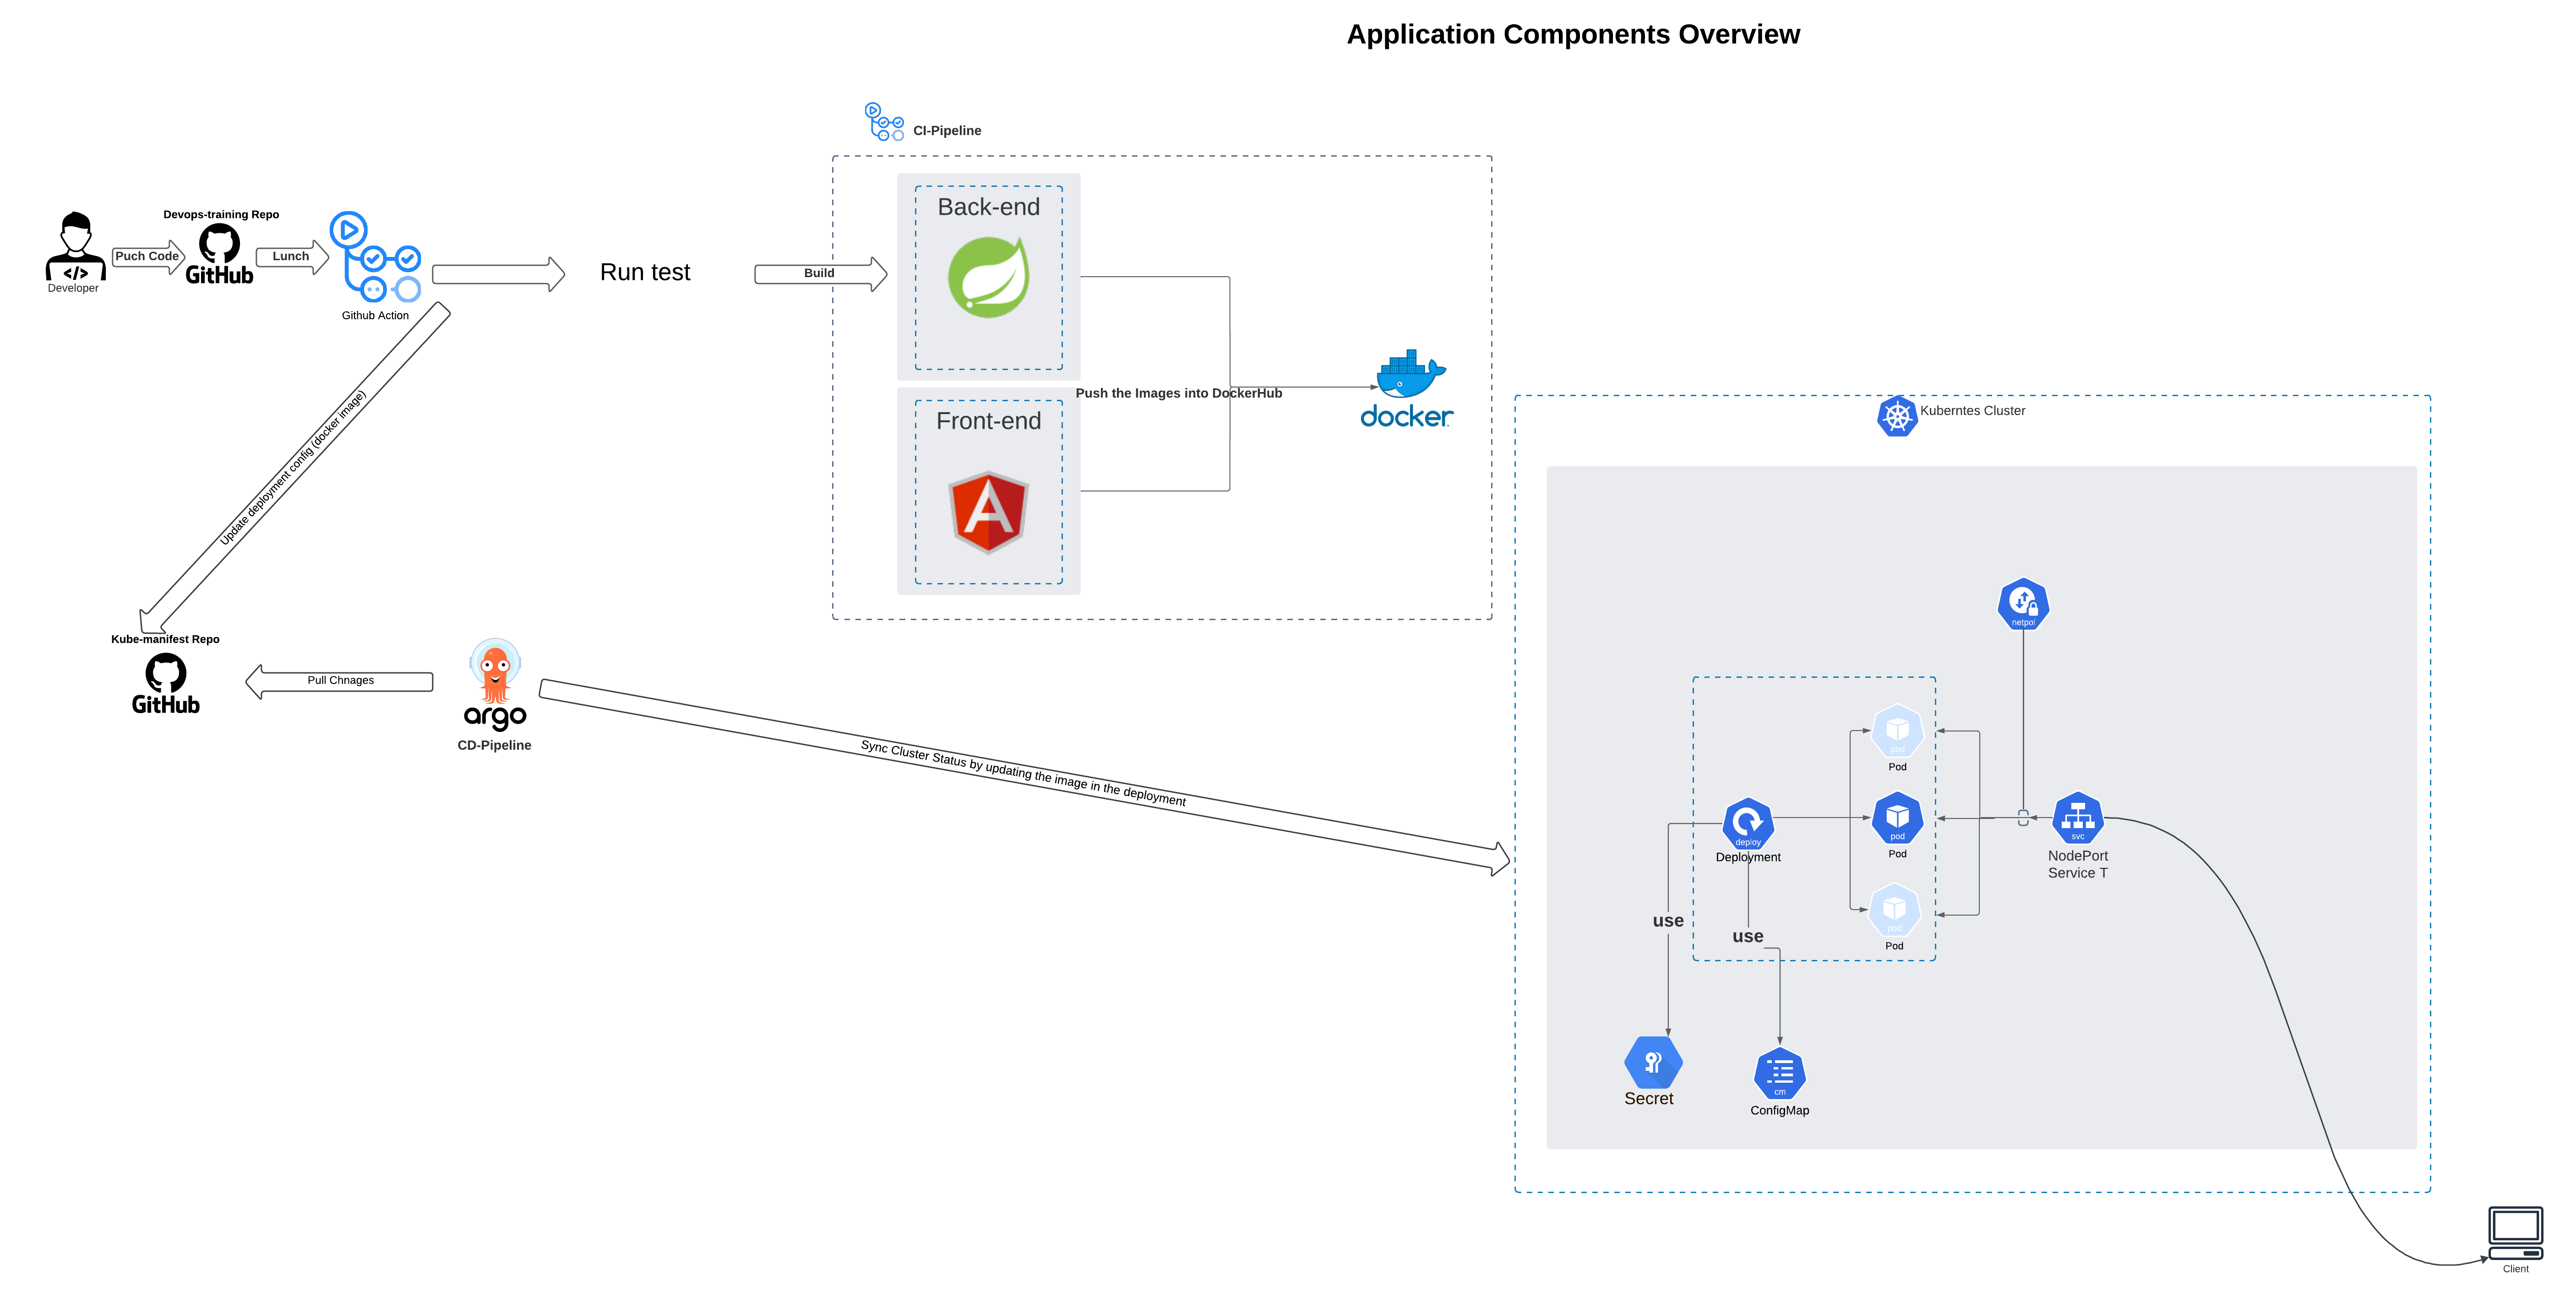 Application Components Overview
CI-Pipeline
Devops-training Repo
Puch Code
GitHub
Lunch
Developer
Github Action
Run test
Build
Back-end
Front-end
Push the Images into DockerHub
docker
Update deployment config (docker image)
Kube-manifest Repo
GitHub
Pull Chnages
argo
CD-Pipeline
Sync Cluster Status by updating the image in the deployment
Kuberntes Cluster
netpol
pod
Pod
deploy
Deployment
pod
Pod
svc
NodePort
Service T
pod
Pod
use
use
Secret
cm
ConfigMap
Client